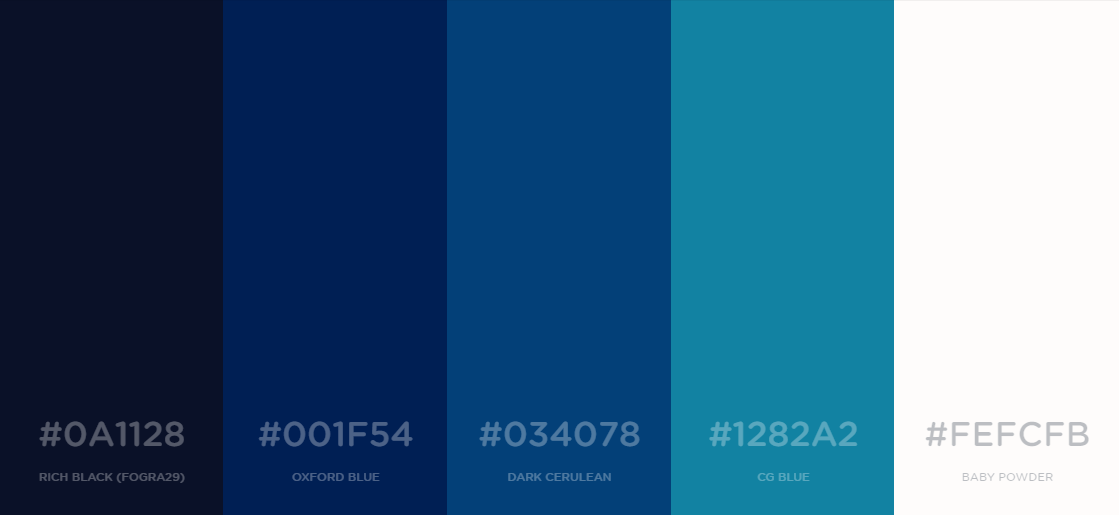 #0A1128
RICH BLACK (FOGRA29)
#001F54
OXFORD BLUE
#034078
DARK CERULEAN
#1282A2
CG BLUE
#FEFCFB
BABY POWDER